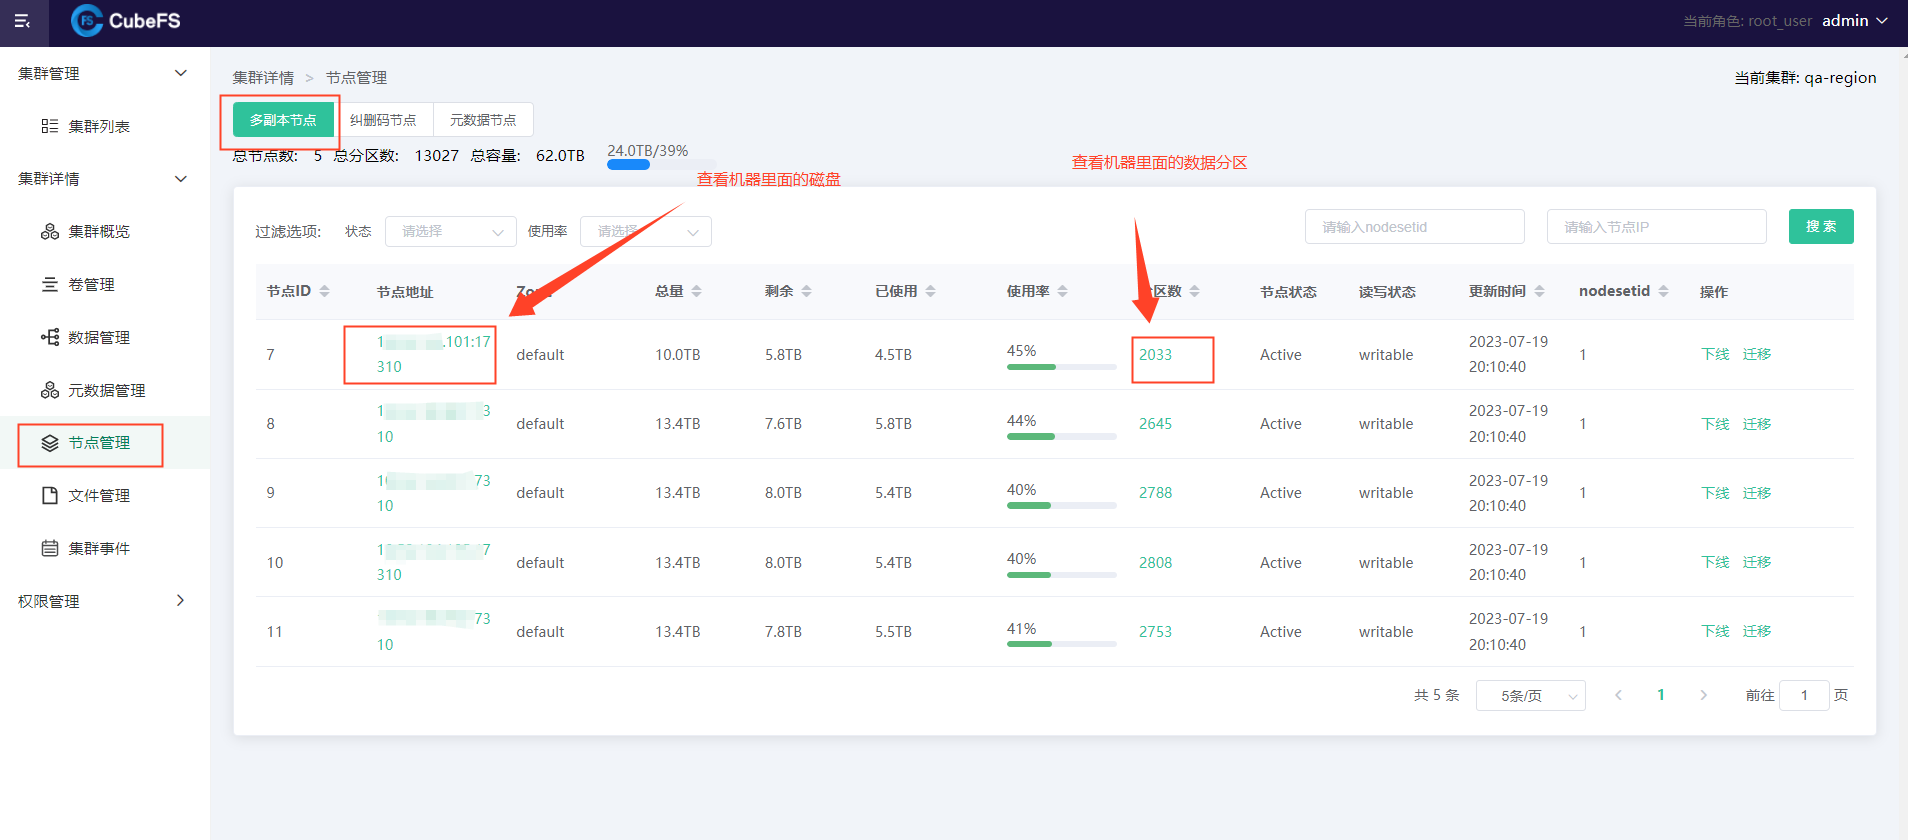 CubeFS
当前角色: root_user admin
集群管理
集群列表
集群详情
集群概览
卷管理
数据管理
元数据管理
节点管理
文件管理
集群事件
权限管理
集群详情 > 节点管理
当前集群: qa-region
多副本节点 纠删码节点 元数据节点
总节点数: 5 总分区数: 13027 总容量: 62.0TB 24.0TB/39%
查看机器里面的磁盘
查看机器里面的数据分区
过滤选项: 状态 请选择 使用率 请选择 请输入nodesetid 请输入节点IP 搜 索
节点ID 节点地址 总量 剩余 已使用 使用率 区数 节点状态 读写状态 更新时间 nodesetid 操作
7 .101:17 310 default 10.0TB 5.8TB 4.5TB 45% 2033 Active writable 2023-07-19 20:10:40 1 下线 迁移
8 3 10 default 13.4TB 7.6TB 5.8TB 44% 2645 Active writable 2023-07-19 20:10:40 1 下线 迁移
9 73 10 default 13.4TB 8.0TB 5.4TB 40% 2788 Active writable 2023-07-19 20:10:40 1 下线 迁移
10 7 310 default 13.4TB 8.0TB 5.4TB 40% 2808 Active writable 2023-07-19 20:10:40 1 下线 迁移
11 73 10 default 13.4TB 7.8TB 5.5TB 41% 2753 Active writable 2023-07-19 20:10:40 1 下线 迁移
共 5 条 5条/页 1 前往 1 页